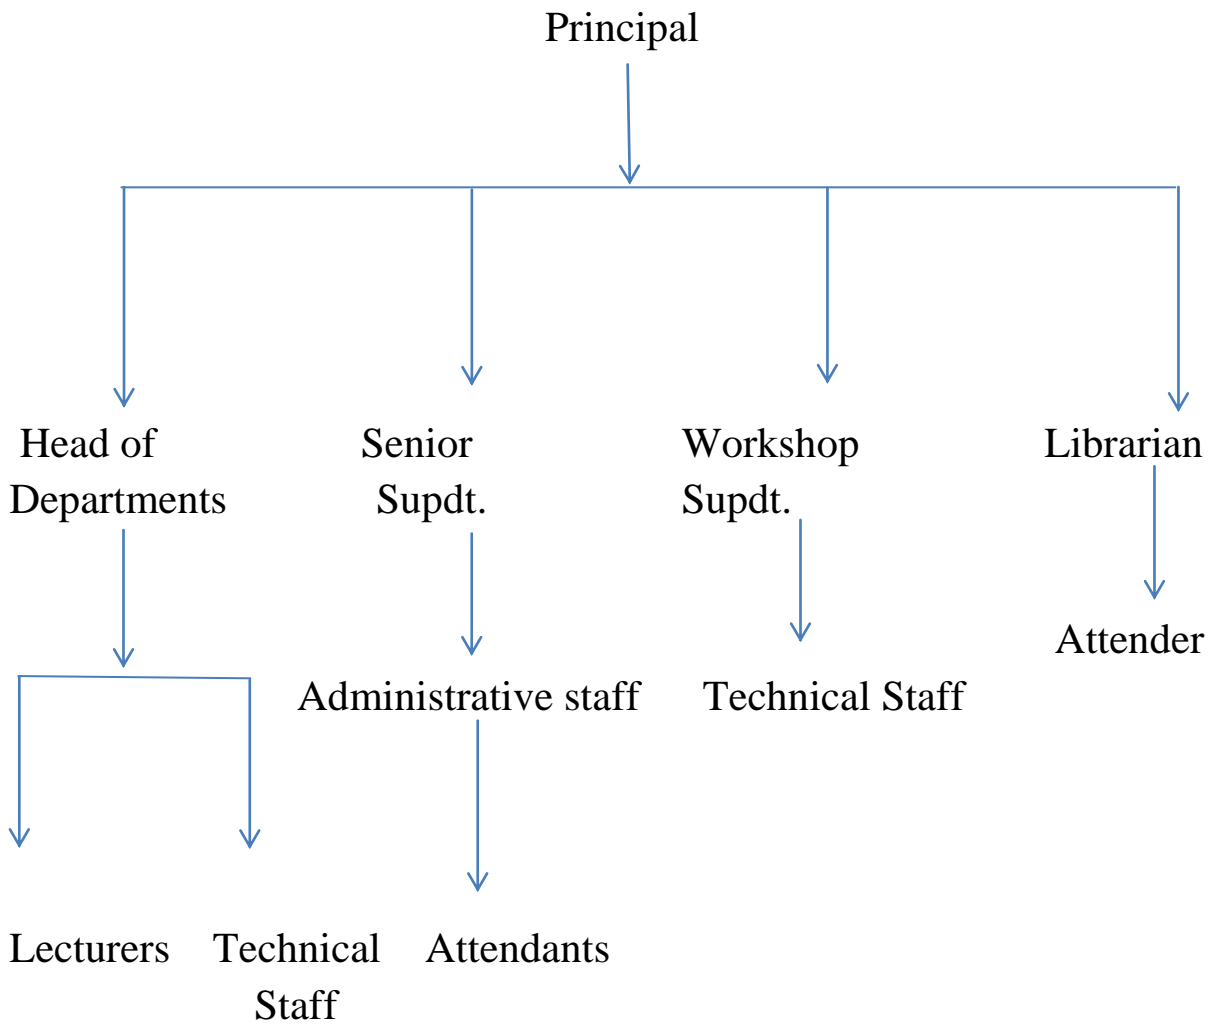 Principal
Head of
Departments
Senior
Supdt.
Workshop
Supdt.
Librarian
Attender
Administrative staff
Technical Staff
Lecturers
Technical
Staff
Attendants